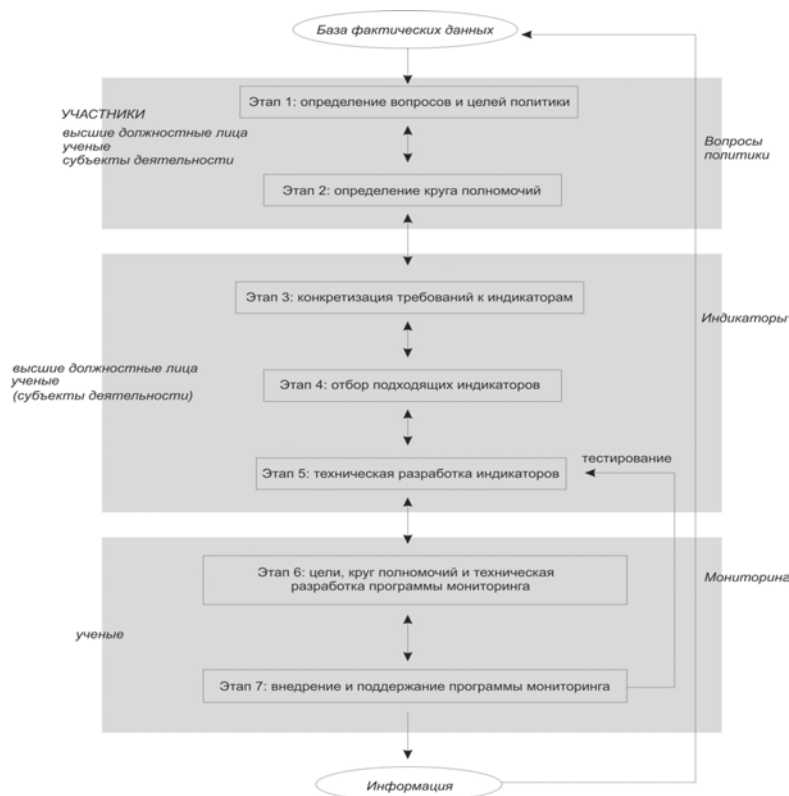 База фактических данных
Этап 1: определение вопросов и целей политики
УЧАСТНИКИ
высшие должностные лица
ученые
субъекты деятельности
Вопросы
политики
Этап 2: определение круга полномочий
Этап 3: конкретизация требований к индикаторам
Индикаторы
высшие должностные лица
ученые
(субъекты деятельности)
Этап 4: отбор подходящих индикаторов
тестирование
Этап 5: техническая разработка индикаторов
Этап 6: цели, круг полномочий и техническая
разработка программы мониторинга
Мониторинга
ученые
Этап 7: внедрение и поддержание программы мониторинга
Информация